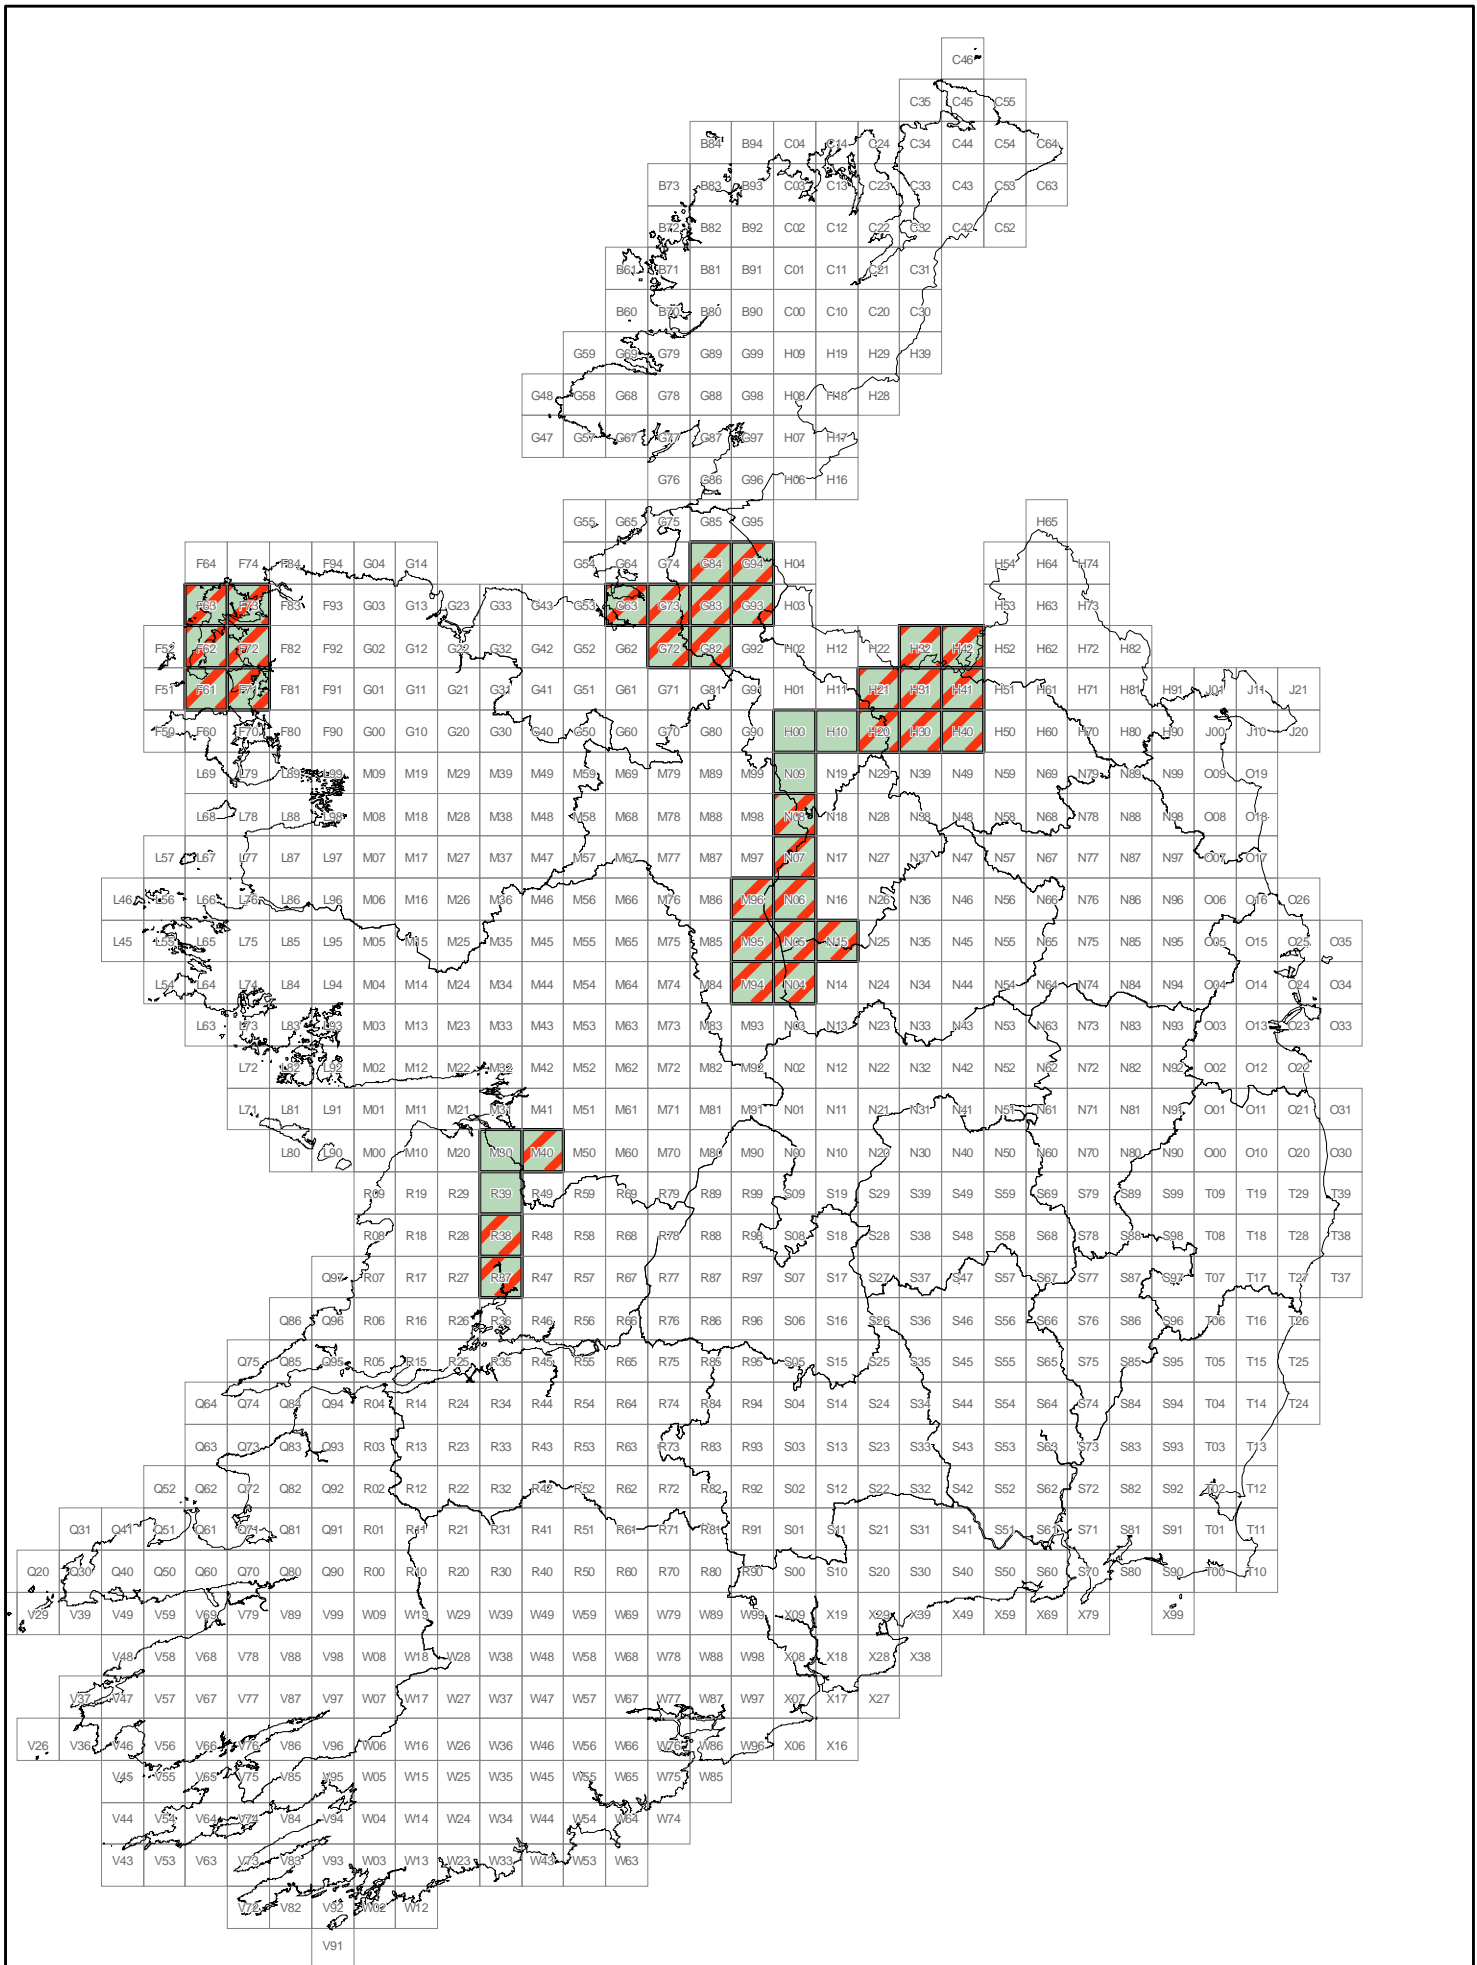 C46
C35 C45 C55
B84 B94 C04 C14 C24 C34 C44 C54 C64
B73 B83 B93 C03 C13 C23 C33 C43 C53 C63
B72 B82 B92 C02 C12 C22 C32 C42 C52
B61 B71 B81 B91 C01 C11 C21 C31
B60 B70 B80 B90 C00 C10 C20 C30
G59 G69 G79 G89 G99 H09 H19 H29 H39
G48 G58 G68 G78 G88 G98 H08 H18 H28
G47 G57 G67 G77 G87 G97 H07 H17
G76 G86 G96 H06 H16
G55 G65 G75 G85 G95 H65
F64 F74 F84 F94 G04 G14 G54 G64 G74 G84 G94 H04 H54 H64 H74
F63 F73 F83 F93 G03 G13 G23 G33 G43 G53 G63 G73 G83 G93 H03 H53 H63 H73
F52 F62 F72 F82 F92 G02 G12 G22 G32 G42 G52 G62 G72 G82 G92 H02 H12 H22 H32 H42 H52 H62 H72 H82
F51 F61 F71 F81 F91 G01 G11 G21 G31 G41 G51 G61 G71 G81 G91 H01 H11 H21 H31 H41 H51 H61 H71 H81 H91 J01 J11 J21
F50 F60 F70 F80 F90 G00 G10 G20 G30 G40 G50 G60 G70 G80 G90 H00 H10 H20 H30 H40 H50 H60 H70 H80 H90 J00 J10 J20
L69 L79 L89 L99 M09 M19 M29 M39 M49 M59 M69 M79 M89 M99 N09 N19 N29 N39 N49 N59 N69 N79 N89 N99 O09 O19
L68 L78 L88 L98 M08 M18 M28 M38 M48 M58 M68 M78 M88 M98 N08 N18 N28 N38 N48 N58 N68 N78 N88 N98 O08 O18
L57 L67 L77 L87 L97 M07 M17 M27 M37 M47 M57 M67 M77 M87 M97 N07 N17 N27 N37 N47 N57 N67 N77 N87 N97 O07 O17
L46 L56 L66 L76 L86 L96 M06 M16 M26 M36 M46 M56 M66 M76 M86 M96 N06 N16 N26 N36 N46 N56 N66 N76 N86 N96 O06 O16 O26
L45 L55 L65 L75 L85 L95 M05 M15 M25 M35 M45 M55 M65 M75 M85 M95 N05 N15 N25 N35 N45 N55 N65 N75 N85 N95 O05 O15 O25 O35
L54 L64 L74 L84 L94 M04 M14 M24 M34 M44 M54 M64 M74 M84 M94 N04 N14 N24 N34 N44 N54 N64 N74 N84 N94 O04 O14 O24 O34
L63 L73 L83 L93 M03 M13 M23 M33 M43 M53 M63 M73 M83 M93 N03 N13 N23 N33 N43 N53 N63 N73 N83 N93 O03 O13 O23 O33
L72 L82 L92 M02 M12 M22 M32 M42 M52 M62 M72 M82 M92 N02 N12 N22 N32 N42 N52 N62 N72 N82 N92 O02 O12 O22
L71 L81 L91 M01 M11 M21 M31 M41 M51 M61 M71 M81 M91 N01 N11 N21 N31 N41 N51 N61 N71 N81 N91 O01 O11 O21 O31
L80 L90 M00 M10 M20 M30 M40 M50 M60 M70 M80 M90 N00 N10 N20 N30 N40 N50 N60 N70 N80 N90 O00 O10 O20 O30
R09 R19 R29 R39 R49 R59 R69 R79 R89 R99 S09 S19 S29 S39 S49 S59 S69 S79 S89 S99 T09 T19 T29 T39
R08 R18 R28 R38 R48 R58 R68 R78 R88 R98 S08 S18 S28 S38 S48 S58 S68 S78 S88 S98 T08 T18 T28 T38
Q97 R07 R17 R27 R37 R47 R57 R67 R77 R87 R97 S07 S17 S27 S37 S47 S57 S67 S77 S87 S97 T07 T17 T27 T37
Q86 Q96 R06 R16 R26 R36 R46 R56 R66 R76 R86 R96 S06 S16 S26 S36 S46 S56 S66 S76 S86 S96 T06 T16 T26
Q75 Q85 Q95 R05 R15 R25 R35 R45 R55 R65 R75 R85 R95 S05 S15 S25 S35 S45 S55 S65 S75 S85 S95 T05 T15 T25
Q64 Q74 Q84 Q94 R04 R14 R24 R34 R44 R54 R64 R74 R84 R94 S04 S14 S24 S34 S44 S54 S64 S74 S84 S94 T04 T14 T24
Q63 Q73 Q83 Q93 R03 R13 R23 R33 R43 R53 R63 R73 R83 R93 S03 S13 S23 S33 S43 S53 S63 S73 S83 S93 T03 T13
Q52 Q62 Q72 Q82 Q92 R02 R12 R22 R32 R42 R52 R62 R72 R82 R92 S02 S12 S22 S32 S42 S52 S62 S72 S82 S92 T02 T12
Q31 Q41 Q51 Q61 Q71 Q81 Q91 R01 R11 R21 R31 R41 R51 R61 R71 R81 R91 S01 S11 S21 S31 S41 S51 S61 S71 S81 S91 T01 T11
Q20 Q30 Q40 Q50 Q60 Q70 Q80 Q90 R00 R10 R20 R30 R40 R50 R60 R70 R80 R90 S00 S10 S20 S30 S40 S50 S60 S70 S80 S90 T00 T10
V29 V39 V49 V59 V69 V79 V89 V99 W09 W19 W29 W39 W49 W59 W69 W79 W89 W99 X09 X19 X29 X39 X49 X59 X69 X79 X99
V48 V58 V68 V78 V88 V98 W08 W18 W28 W38 W48 W58 W68 W78 W88 W98 X08 X18 X28 X38
V37 V47 V57 V67 V77 V87 V97 W07 W17 W27 W37 W47 W57 W67 W77 W87 W97 X07 X17 X27
V26 V36 V46 V56 V66 V76 V86 V96 W06 W16 W26 W36 W46 W56 W66 W76 W86 W96 X06 X16
V45 V55 V65 V75 V85 V95 W05 W15 W25 W35 W45 W55 W65 W75 W85
V44 V54 V64 V74 V84 V94 W04 W14 W24 W34 W44 W54 W64 W74
V43 V53 V63 V73 V83 V93 W03 W13 W23 W33 W43 W53 W63
V72 V82 V92 W02 W12
V91